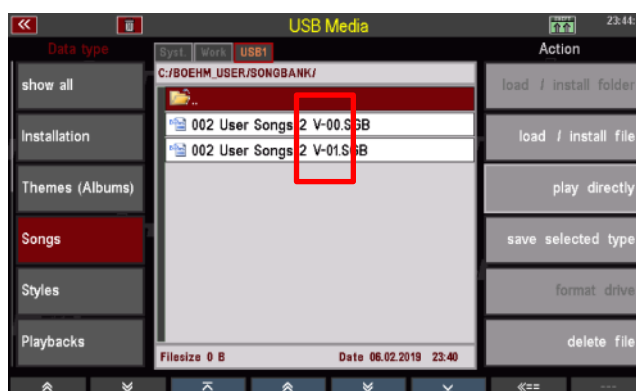 USB Media
23:44:
Data type
Syst. Work USB1
Action
C:/BOEHM_USER/SONGBANK/
show all
..
load / install folder
002 User Songs 2 V-00.SGB
Installation
load / install file
002 User Songs 2 V-01.SGB
Themes (Albums)
play directly
Songs
save selected type
Styles
format drive
Playbacks
delete file
Filesize 0 B
Date 06.02.2019 23:40